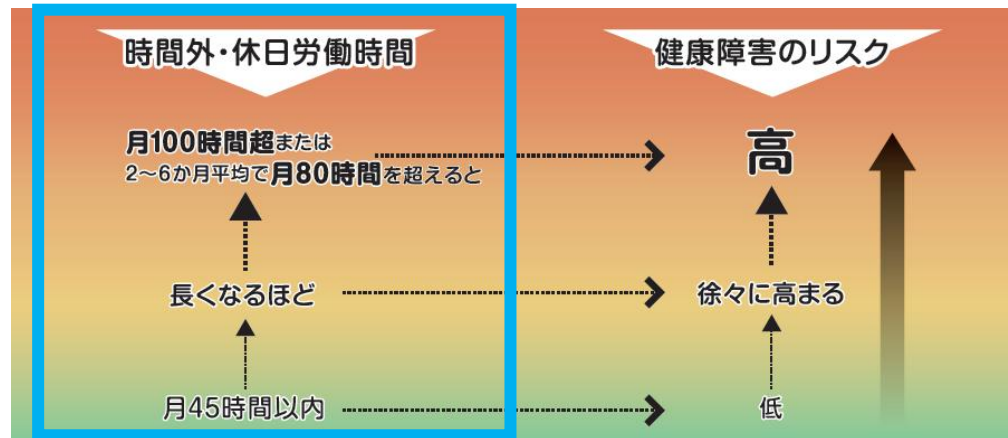 時間外・休日労働時間
健康障害のリスク
月100時間超または
2〜6か月平均で月80時間を超えると
高
長くなるほど
徐々に高まる
月45時間以内
低